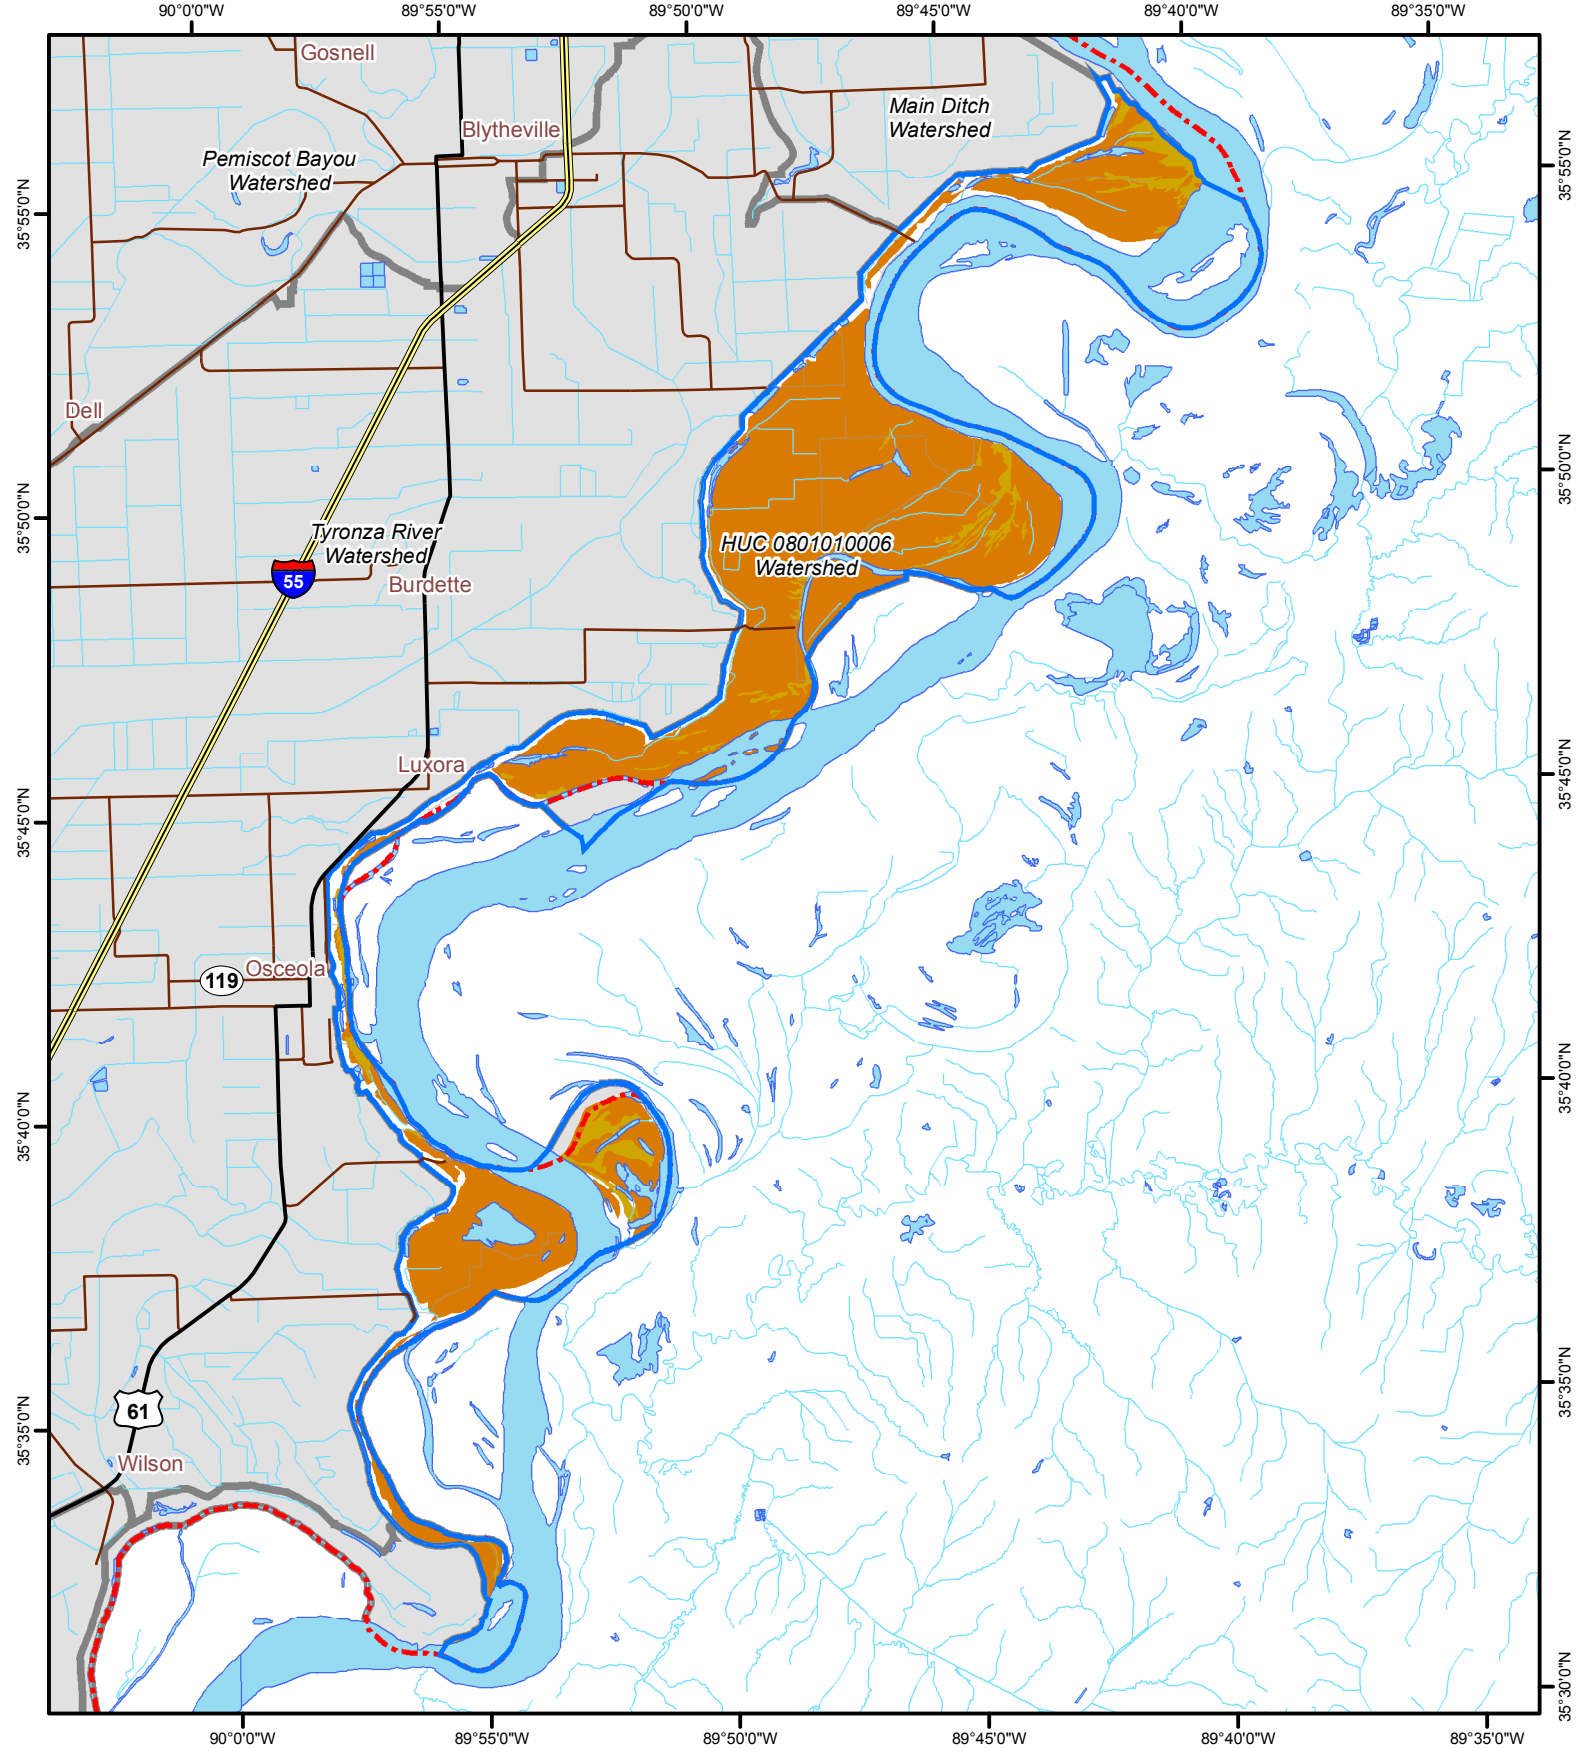 90°0'0"W 89°55'0"W 89°50'0"W 89°45'0"W 89°40'0"W 89°35'0"W
Gosnell
Main Ditch
Watershed
Blytheville
Pemiscot Bayou
Watershed
35°55'0"N
35°55'0"N
Dell
35°50'0"N
35°50'0"N
Tyronza River
Watershed
HUC 0801010006
Watershed
55
Burdette
Luxora
35°45'0"N
35°45'0"N
Osceola
119
35°40'0"N
35°40'0"N
35°35'0"N
35°35'0"N
61
Wilson
35°30'0"N
90°0'0"W 89°55'0"W 89°50'0"W 89°45'0"W 89°40'0"W 89°35'0"W